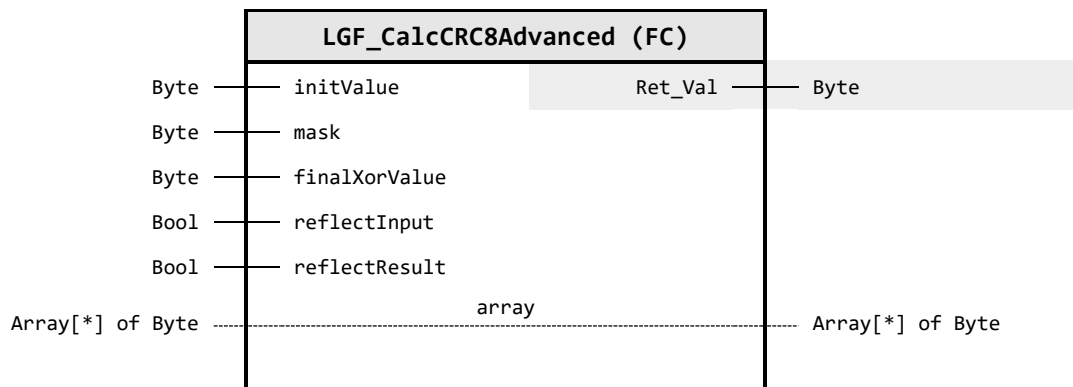 LGF_CalcCRC8Advanced (FC)
Byte initValue Ret_Val Byte
Byte mask
Byte finalXorValue
Bool reflectInput
Bool reflectResult
array
Array[*] of Byte Array[*] of Byte